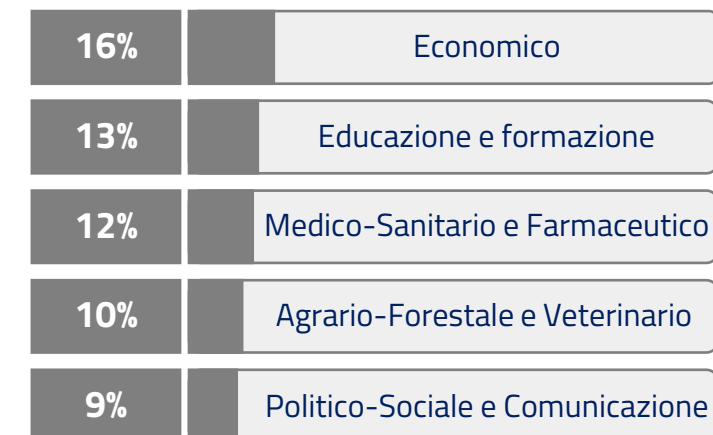 16% Economico
13% Educazione e formazione
12% Medico-Sanitario e Farmaceutico
10% Agrario-Forestale e Veterinario
9% Politico-Sociale e Comunicazione